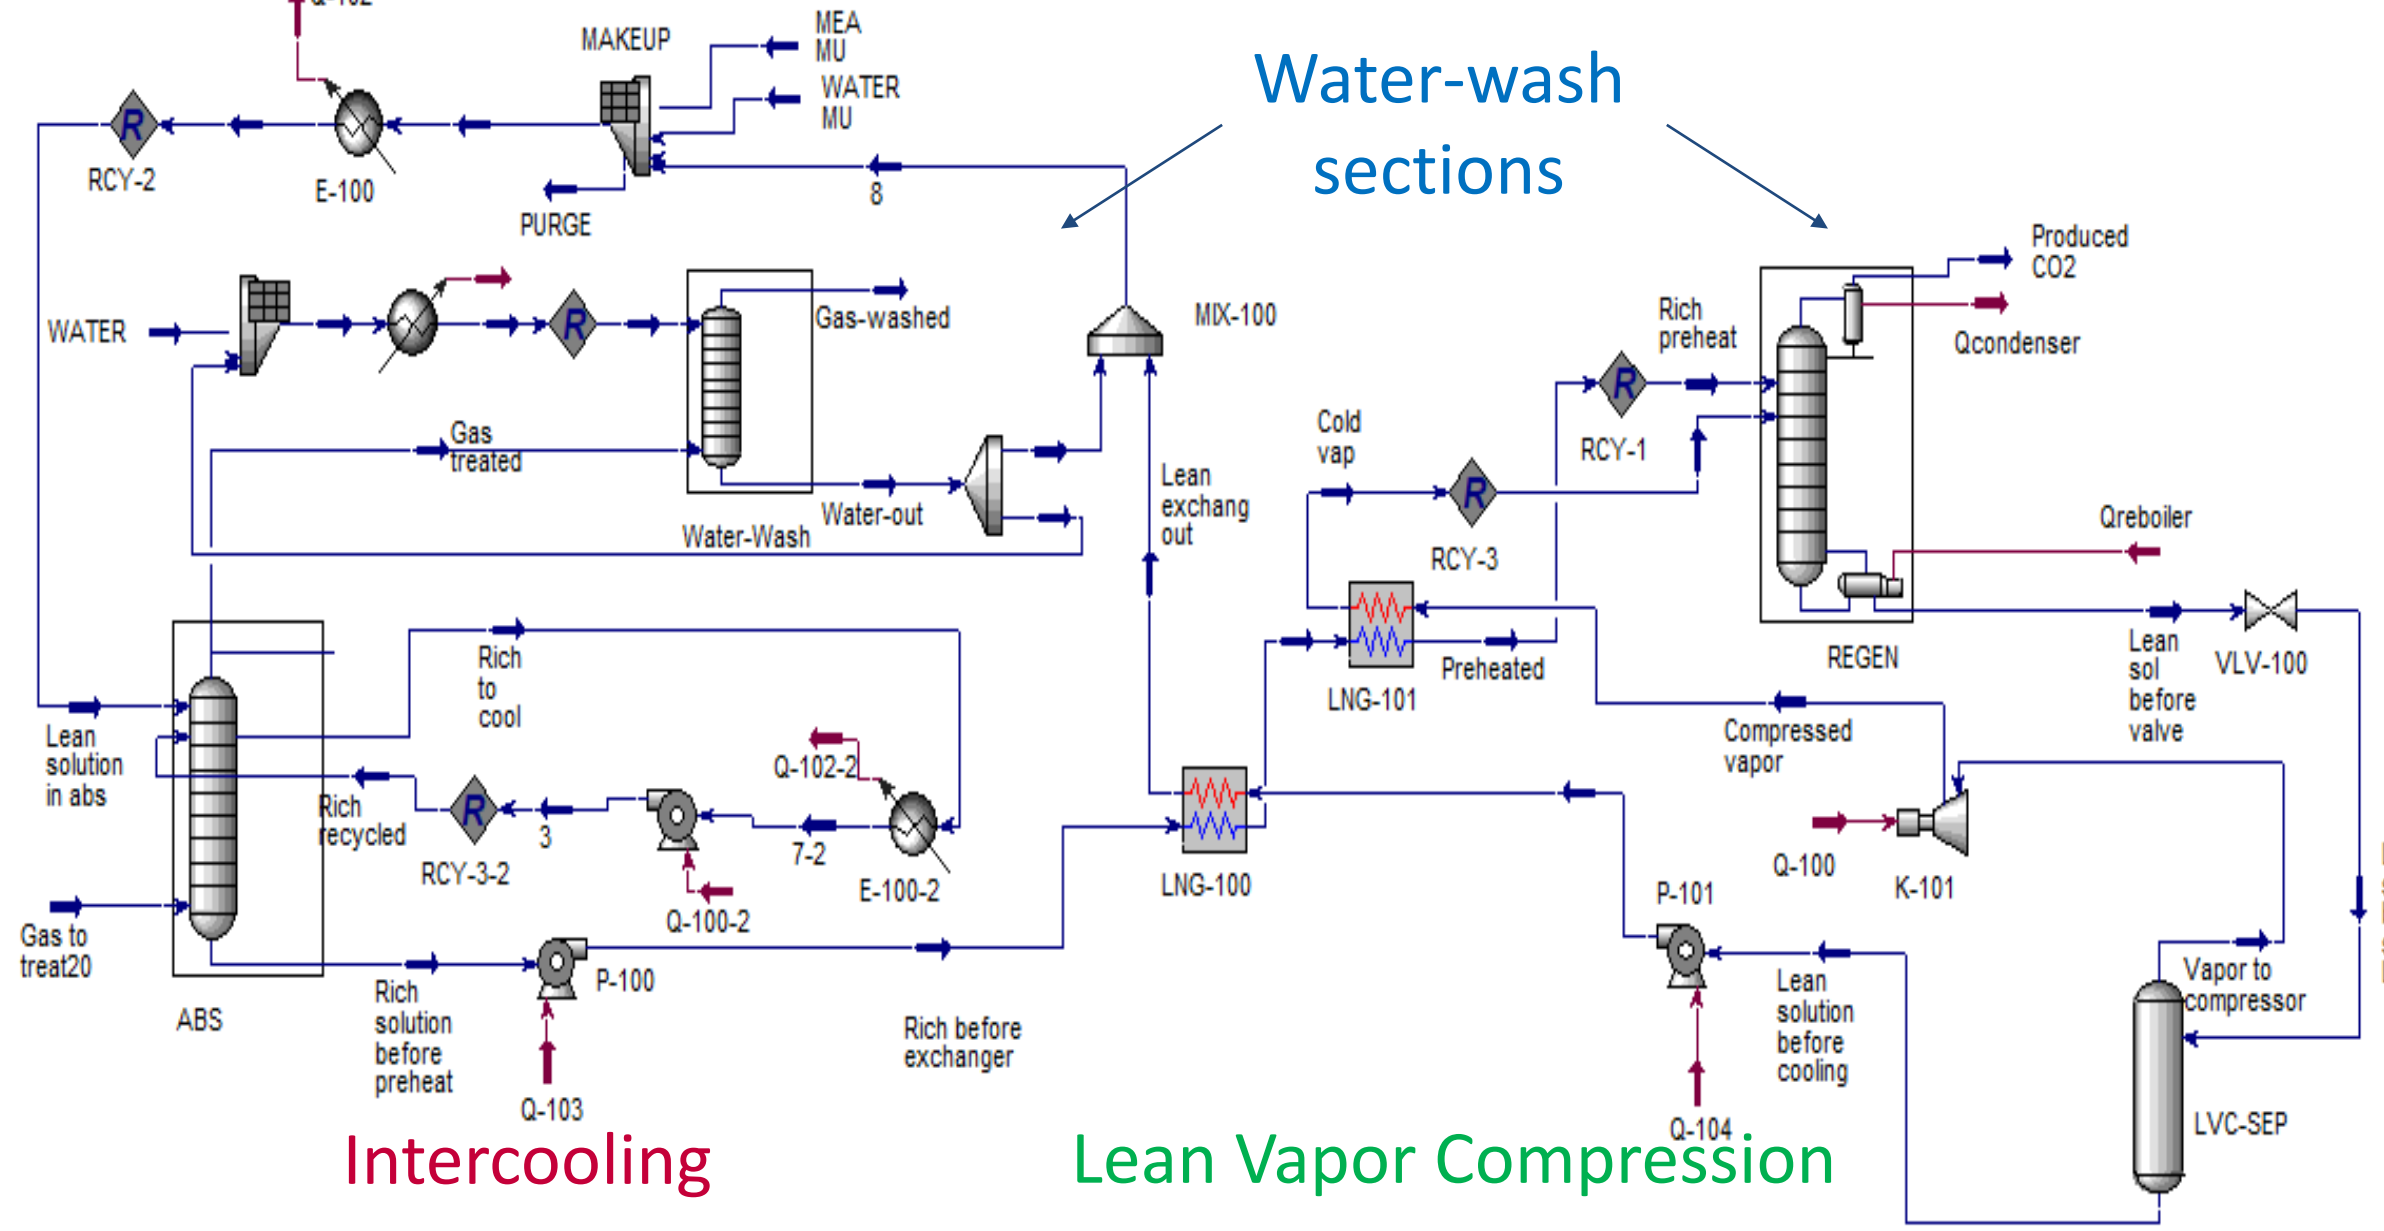 Q-102
MAKEUP
MEA
MU
WATER
MU
Water-wash
sections
R
RCY-2
E-100
8
PURGE
Produced
CO2
WATER
R
Gas-washed
MIX-100
Rich
preheat
Qcondenser
R
RCY-1
Gas
treated
Water-out
Water-Wash
Lean
exchang
out
Cold
vap
R
RCY-3
Qreboiler
LNG-101
Preheated
REGEN
Lean
sol
before
valve
VLV-100
Rich
to
cool
Lean
solution
in abs
Rich
recycled
R
RCY-3-2
3
7-2
Q-102-2
E-100-2
Q-100-2
LNG-100
Compressed
vapor
Q-100
K-101
P-101
Gas to
treat20
ABS
Rich
solution
before
preheat
P-100
Q-103
Rich before
exchanger
Lean
solution
before
cooling
Q-104
Vapor to
compressor
LVC-SEP
Intercooling
Lean Vapor Compression